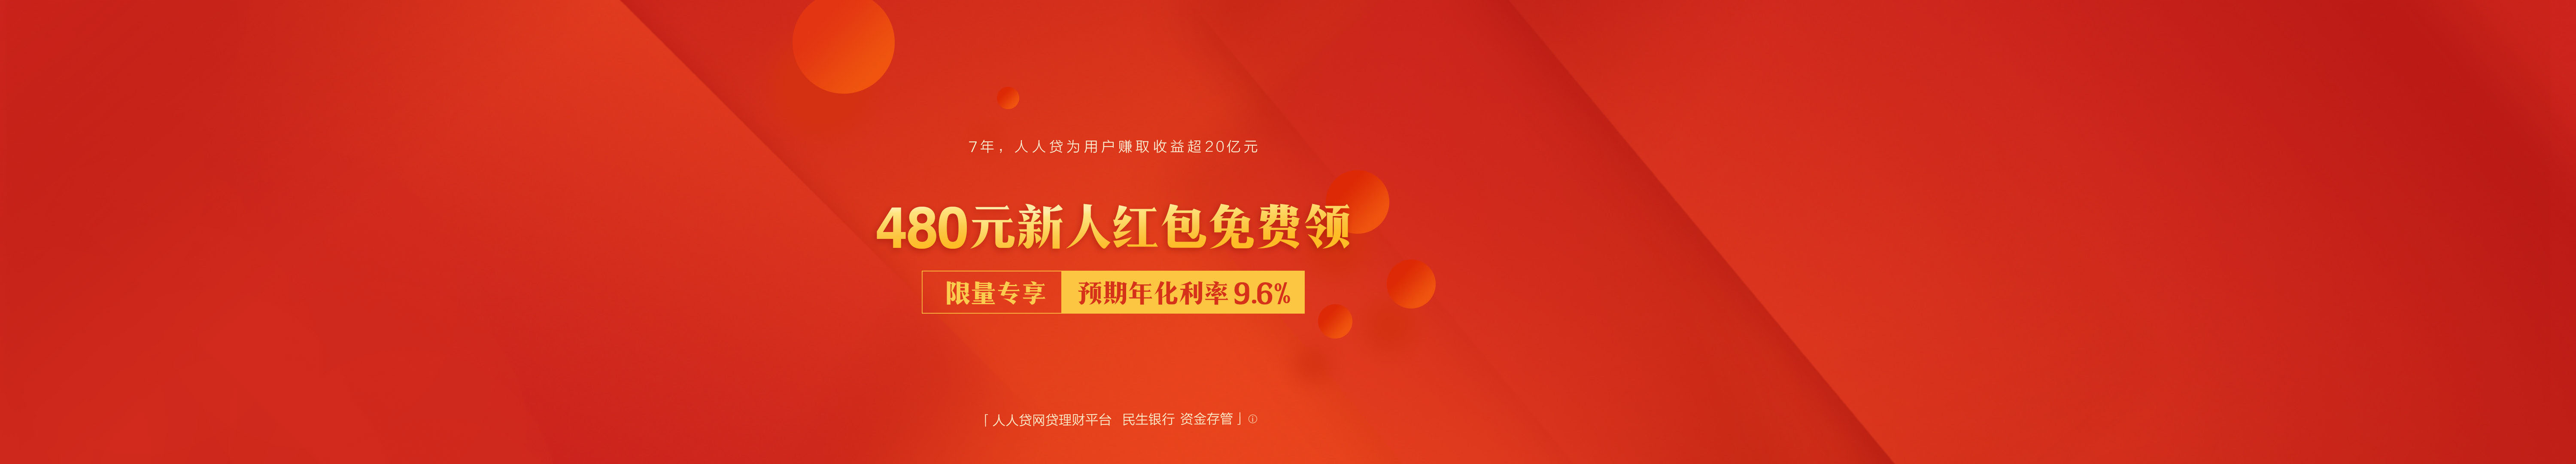 7年，人人贷为用户赚取收益超20亿元
480元新人红包免费领
限量专享 预期年化利率9.6%
「人人贷网贷理财平台 民生银行 资金存管」